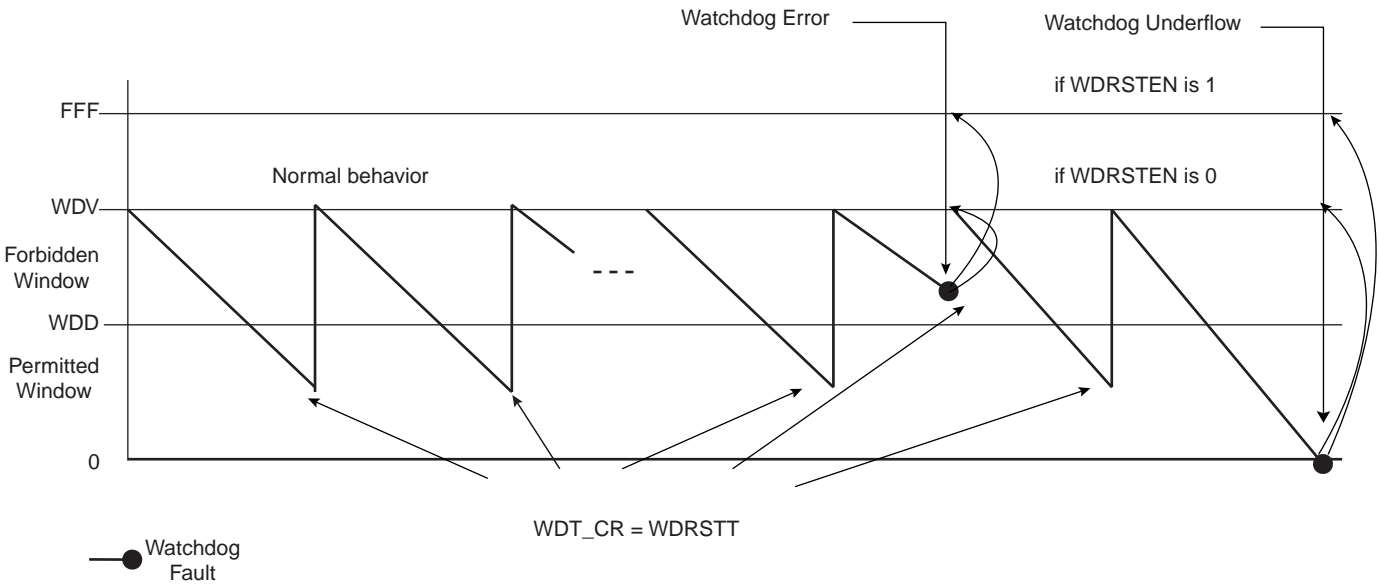 Watchdog Error
Watchdog Underflow
if WDRSTEN is 1
FFF
Normal behavior
if WDRSTEN is 0
WDV
Forbidden
Window
WDD
Permitted
Window
0
WDT_CR = WDRSTT
Watchdog
Fault